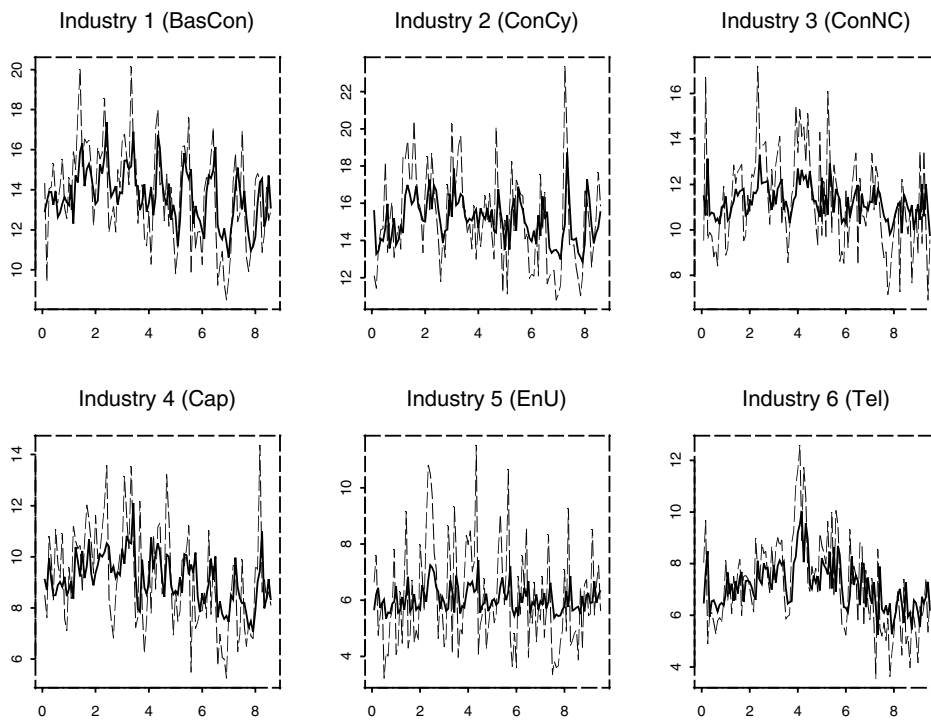 Industry 1 (BasCon)
20
18
16
14
12
10
0 2 4 6 8
Industry 2 (ConCy)
22
20
18
16
14
12
0 2 4 6 8
Industry 3 (ConNC)
16
14
12
10
8
0 2 4 6 8
Industry 4 (Cap)
14
12
10
8
6
0 2 4 6 8
Industry 5 (EnU)
10
8
6
4
0 2 4 6 8
Industry 6 (Tel)
12
10
8
6
4
0 2 4 6 8